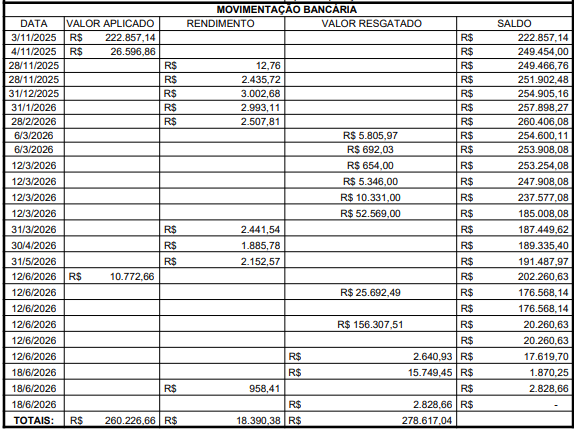 MOVIMENTAÇÃO BANCÁRIA
DATA VALOR APLICADO RENDIMENTO VALOR RESGATADO SALDO
3/11/2025 R$ 222.857,14 R$ 222.857,14
4/11/2025 R$ 26.596,86 R$ 249.454,00
28/11/2025 R$ 12,76 R$ 249.466,76
28/11/2025 R$ 2.435,72 R$ 251.902,48
31/12/2025 R$ 3.002,68 R$ 254.905,16
31/1/2026 R$ 2.993,11 R$ 257.898,27
28/2/2026 R$ 2.507,81 R$ 260.406,08
6/3/2026 R$ 5.805,97 R$ 254.600,11
6/3/2026 R$ 692,03 R$ 253.908,08
12/3/2026 R$ 654,00 R$ 253.254,08
12/3/2026 R$ 5.346,00 R$ 247.908,08
12/3/2026 R$ 10.331,00 R$ 237.577,08
12/3/2026 R$ 52.569,00 R$ 185.008,08
31/3/2026 R$ 2.441,54 R$ 187.449,62
30/4/2026 R$ 1.885,78 R$ 189.335,40
31/5/2026 R$ 2.152,57 R$ 191.487,97
12/6/2026 R$ 10.772,66 R$ 202.260,63
12/6/2026 R$ 25.692,49 R$ 176.568,14
12/6/2026 R$ 176.568,14
12/6/2026 R$ 156.307,51 R$ 20.260,63
12/6/2026 R$ 20.260,63
12/6/2026 R$ 2.640,93 R$ 17.619,70
18/6/2026 R$ 15.749,45 R$ 1.870,25
18/6/2026 R$ 958,41 R$ 2.828,66
18/6/2026 R$ 2.828,66 R$ -
TOTAIS: R$ 260.226,66 R$ 18.390,38 R$ 278.617,04